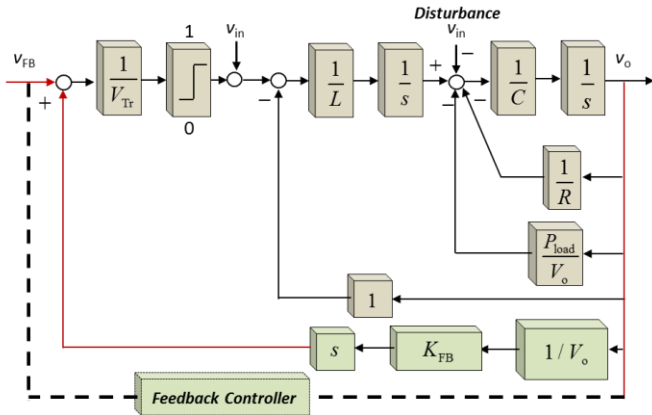 Disturbance
1
v_in
v_in
−
v_FB
+
1/V_Tr
0
−
1/L
1/s
+
−
−
1/C
1/s
v_o
1/R
P_load/V_o
1
s
K_FB
1/V_o
Feedback Controller